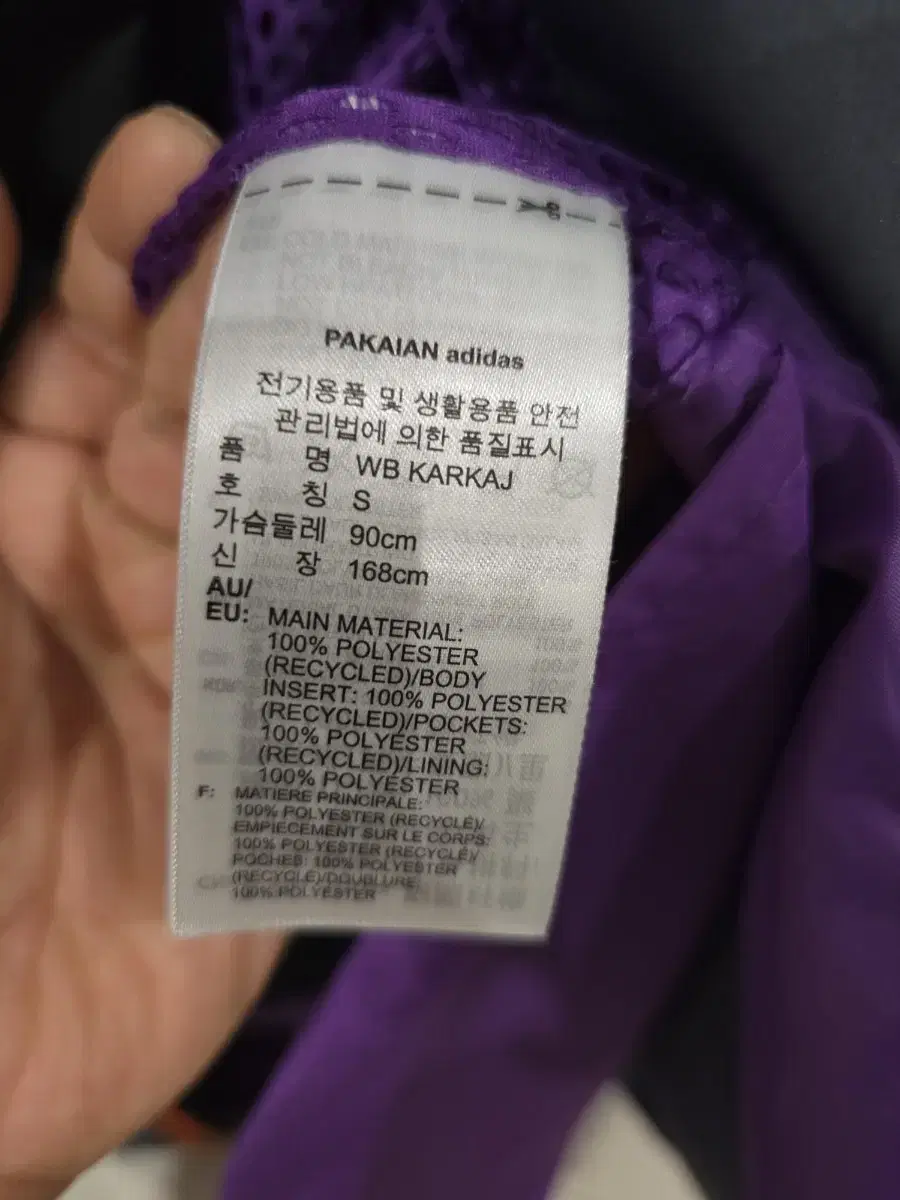 PAKAIAN adidas
전기용품 및 생활용품 안전
관리법에 의한 품질표시
품 명 WB KARKAJ
호 칭 S
가슴둘레 90cm
신 장 168cm
AU/
EU: MAIN MATERIAL:
100% POLYESTER
(RECYCLED)/BODY
INSERT: 100% POLYESTER
(RECYCLED)/POCKETS:
100% POLYESTER
(RECYCLED)/LINING:
100% POLYESTER
F: MATIERE PRINCIPALE:
100% POLYESTER (RECYCLÉ)/
EMPIECEMENT SUR LE CORPS:
100% POLYESTER (RECYCLÉ)/
POCHES: 100% POLYESTER
(RECYCLÉ)/DOUBLURE:
100% POLYESTER